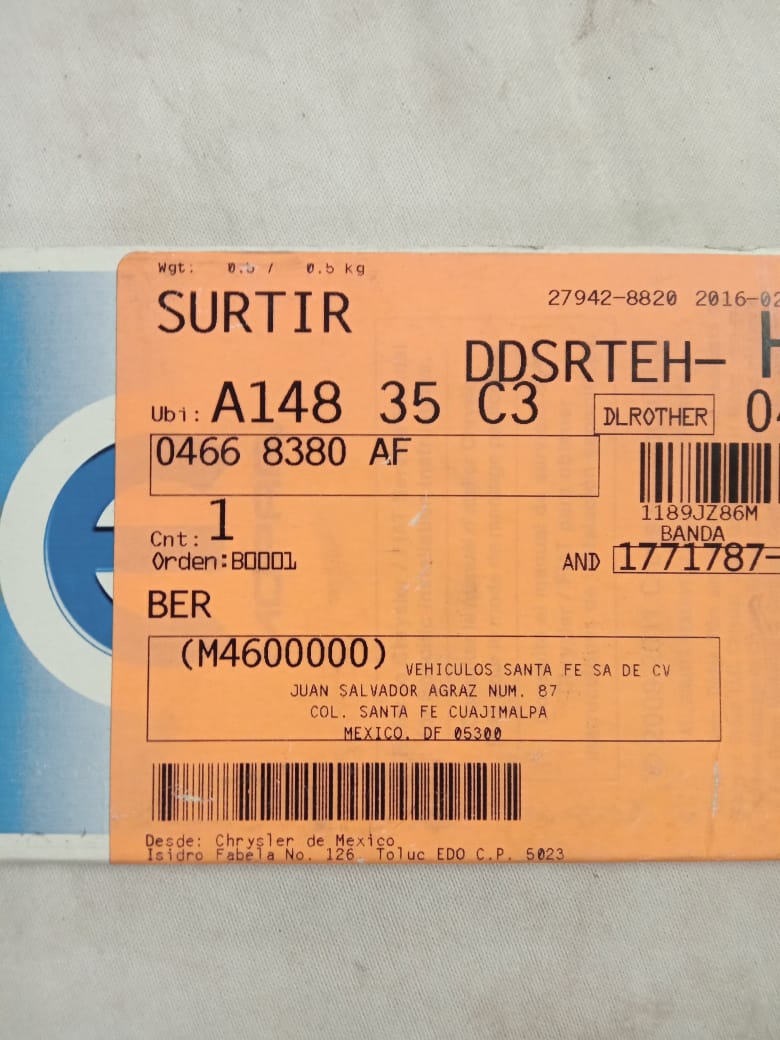 Wgt: 0.5 / 0.5 kg
SURTIR
27942-8820 2016-02
DDSRTEH- H
Ubi: A148 35 C3
DLROTHER
04
0466 8380 AF
1189JZ86M
BANDA
Cnt: 1
Orden:B0001
AND 1771787-
BER
(M4600000) VEHICULOS SANTA FE SA DE CV
JUAN SALVADOR AGRAZ NUM. 87
COL. SANTA FE CUAJIMALPA
MEXICO, DF 05300
Desde: Chrysler de Mexico
Isidro Fabela No. 126, Toluc EDO C.P. 5023